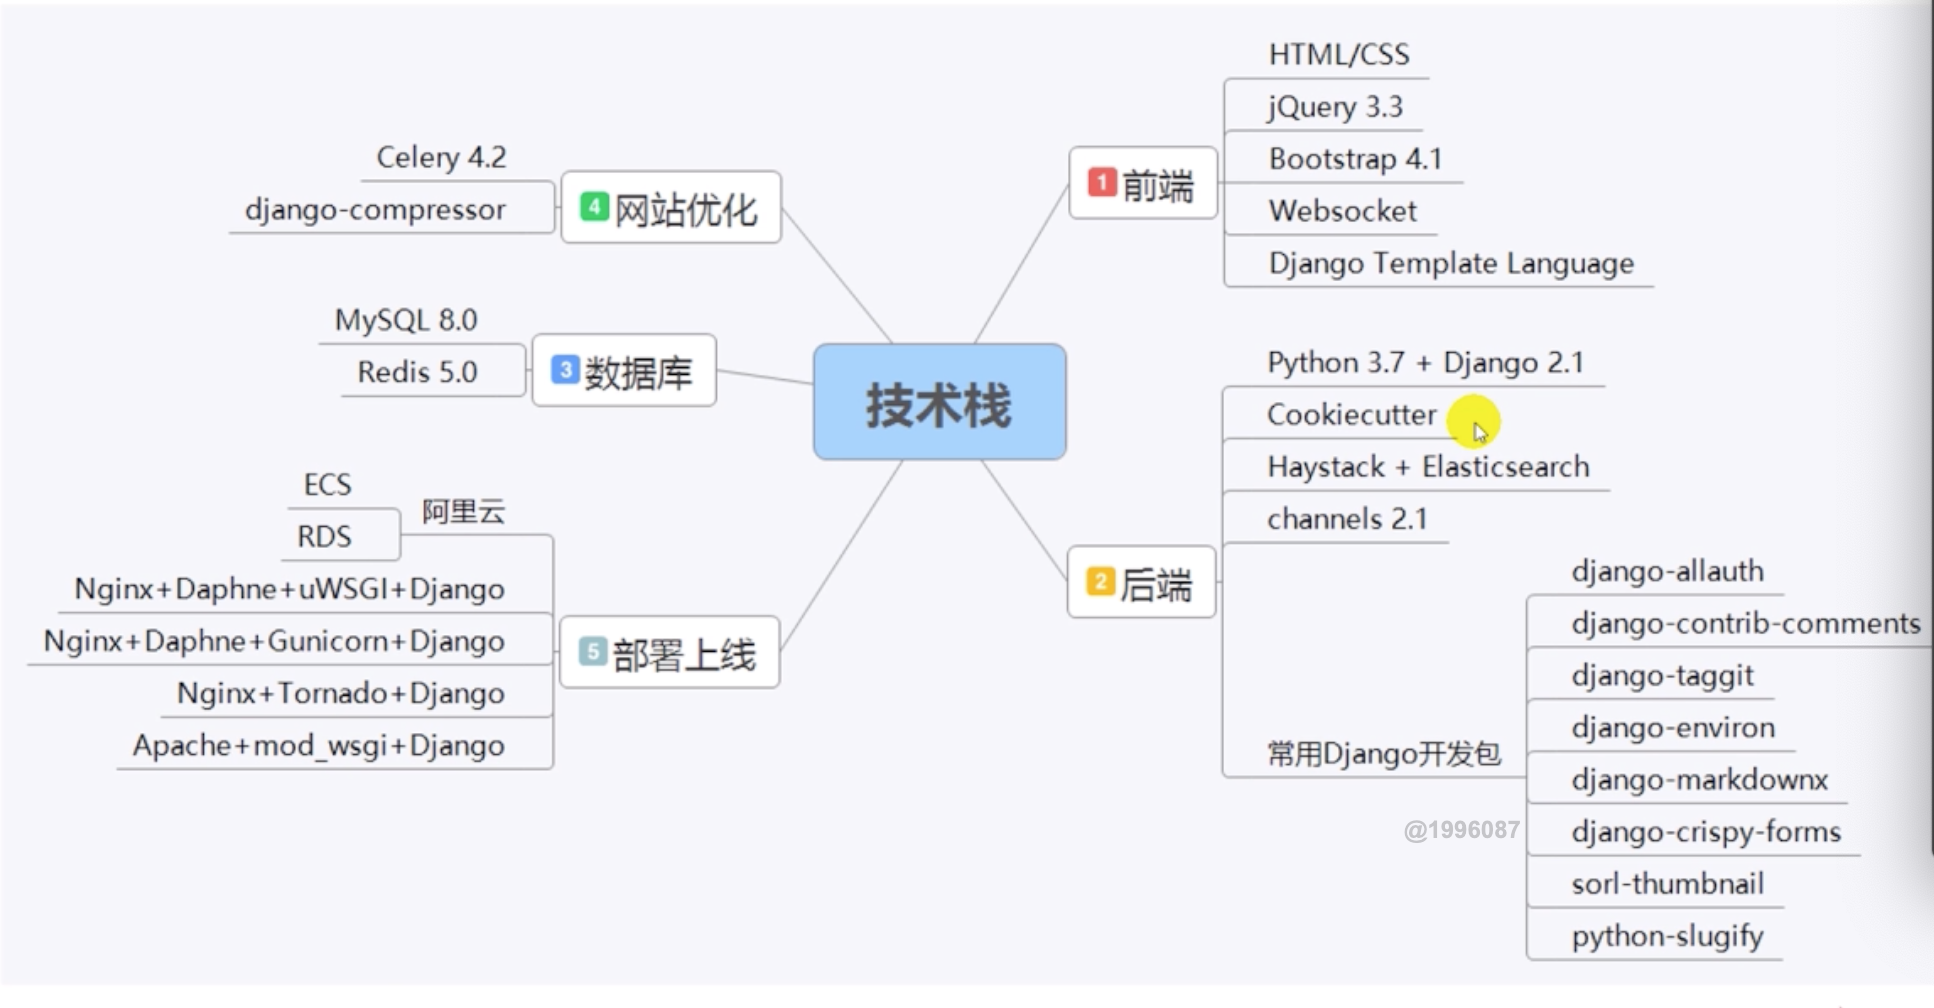 技术栈
1 前端
HTML/CSS
jQuery 3.3
Bootstrap 4.1
Websocket
Django Template Language
2 后端
Python 3.7 + Django 2.1
Cookiecutter
Haystack + Elasticsearch
channels 2.1
常用Django开发包
django-allauth
django-contrib-comments
django-taggit
django-environ
django-markdownx
django-crispy-forms
sorl-thumbnail
python-slugify
3 数据库
MySQL 8.0
Redis 5.0
4 网站优化
Celery 4.2
django-compressor
5 部署上线
阿里云
ECS
RDS
Nginx+Daphne+uWSGI+Django
Nginx+Daphne+Gunicorn+Django
Nginx+Tornado+Django
Apache+mod_wsgi+Django
@1996087